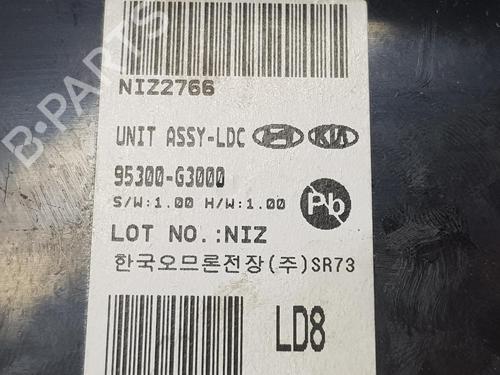 NIZ2766
UNIT ASSY-LDC KIA
95300-G3000
S/W:1.00 H/W:1.00
Pb
LOT NO.:NIZ
한국오므론전장(주)SR73
LD8
B-PARTS